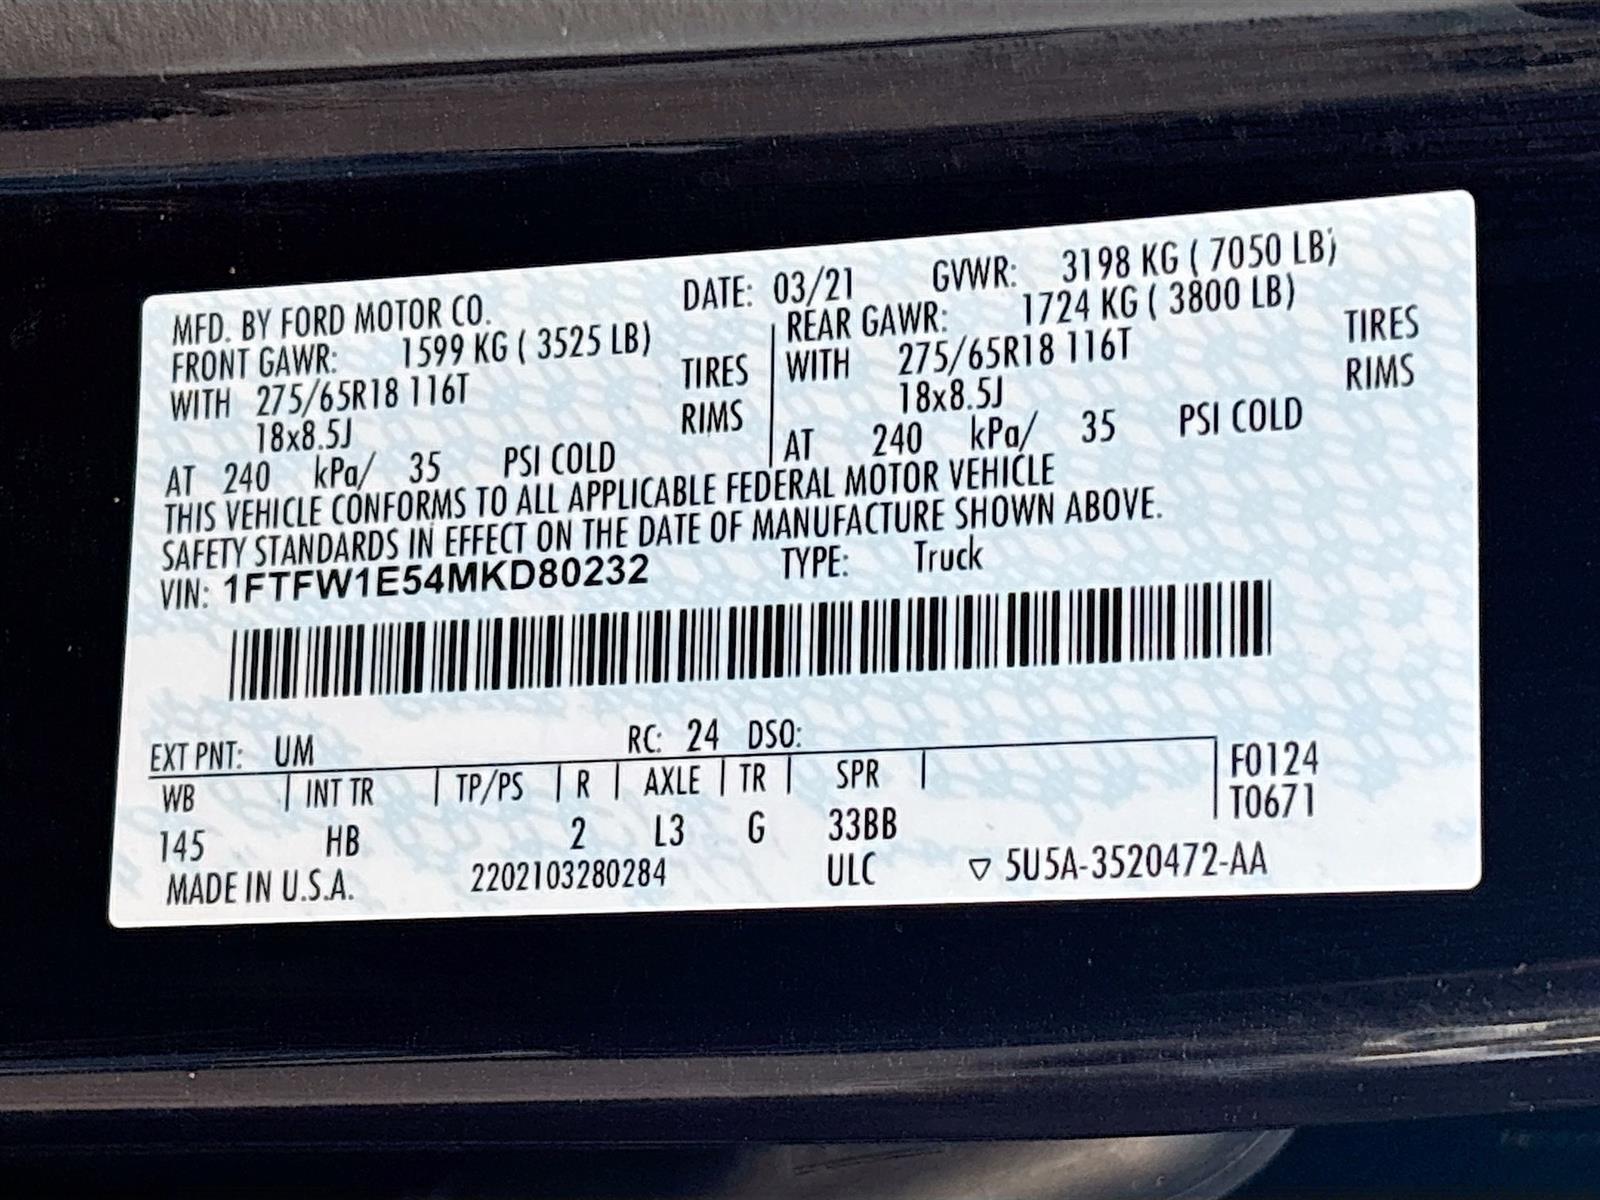 MFD. BY FORD MOTOR CO. DATE: 03/21 GVWR: 3198 KG ( 7050 LB)
FRONT GAWR: 1599 KG ( 3525 LB) REAR GAWR: 1724 KG ( 3800 LB)
WITH 275/65R18 116T TIRES WITH 275/65R18 116T TIRES
18x8.5J RIMS 18x8.5J RIMS
AT 240 kPa/ 35 PSI COLD AT 240 kPa/ 35 PSI COLD
THIS VEHICLE CONFORMS TO ALL APPLICABLE FEDERAL MOTOR VEHICLE
SAFETY STANDARDS IN EFFECT ON THE DATE OF MANUFACTURE SHOWN ABOVE.
VIN: 1FTFW1E54MKD80232 TYPE: Truck
EXT PNT: UM RC: 24 DSO:
WB INT TR TP/PS R AXLE TR SPR F0124
T0671
145 HB 2 L3 G 33BB
MADE IN U.S.A. 2202103280284 ULC ▽ 5U5A-3520472-AA